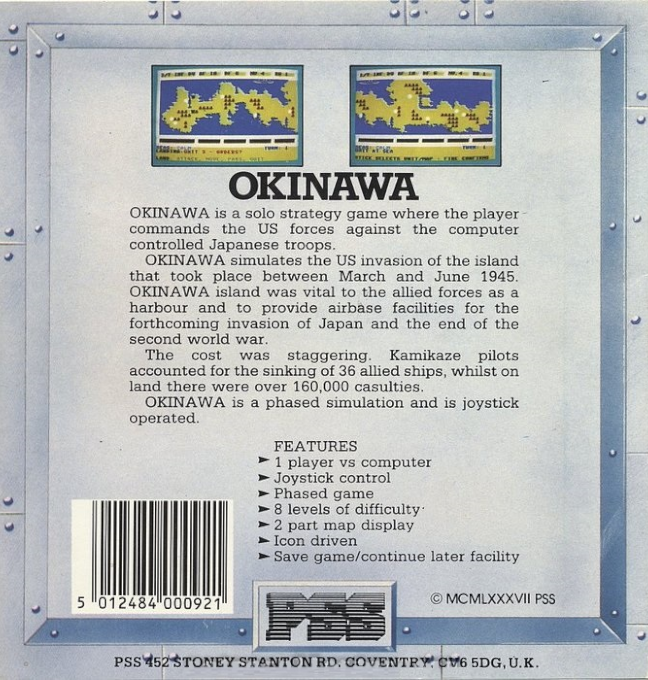 OKINAWA
OKINAWA is a solo strategy game where the player
commands the US forces against the computer
controlled Japanese troops.
OKINAWA simulates the US invasion of the island
that took place between March and June 1945.
OKINAWA island was vital to the allied forces as a
harbour and to provide airbase facilities for the
forthcoming invasion of Japan and the end of the
second world war.
The cost was staggering. Kamikaze pilots
accounted for the sinking of 36 allied ships, whilst on
land there were over 160,000 casulties.
OKINAWA is a phased simulation and is joystick
operated.
FEATURES
► 1 player vs computer
► Joystick control
► Phased game
► 8 levels of difficulty
► 2 part map display
► Icon driven
► Save game/continue later facility
5 012484 000921
© MCMLXXXVII PSS
PSS
PSS 452 STONEY STANTON RD. COVENTRY. CV6 5DG, U.K.